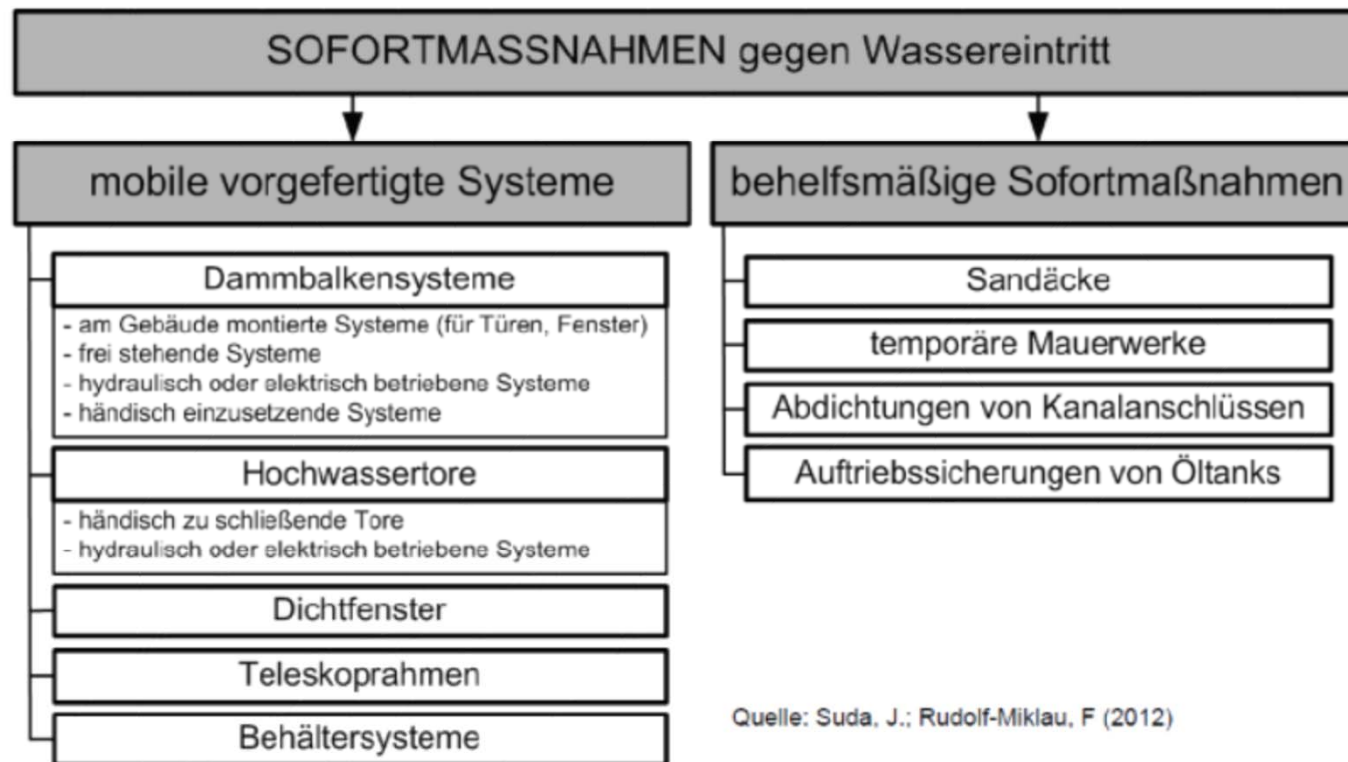 SOFORTMASSNAHMEN gegen Wassereintritt
mobile vorgefertigte Systeme
Dammbalkensysteme
- am Gebäude montierte Systeme (für Türen, Fenster)
- frei stehende Systeme
- hydraulisch oder elektrisch betriebene Systeme
- händisch einzusetzende Systeme
Hochwassertore
- händisch zu schließende Tore
- hydraulisch oder elektrisch betriebene Systeme
Dichtfenster
Teleskoprahmen
Behältersysteme
behelfsmäßige Sofortmaßnahmen
Sandäcke
temporäre Mauerwerke
Abdichtungen von Kanalanschlüssen
Auftriebssicherungen von Öltanks
Quelle: Suda, J.; Rudolf-Miklau, F (2012)